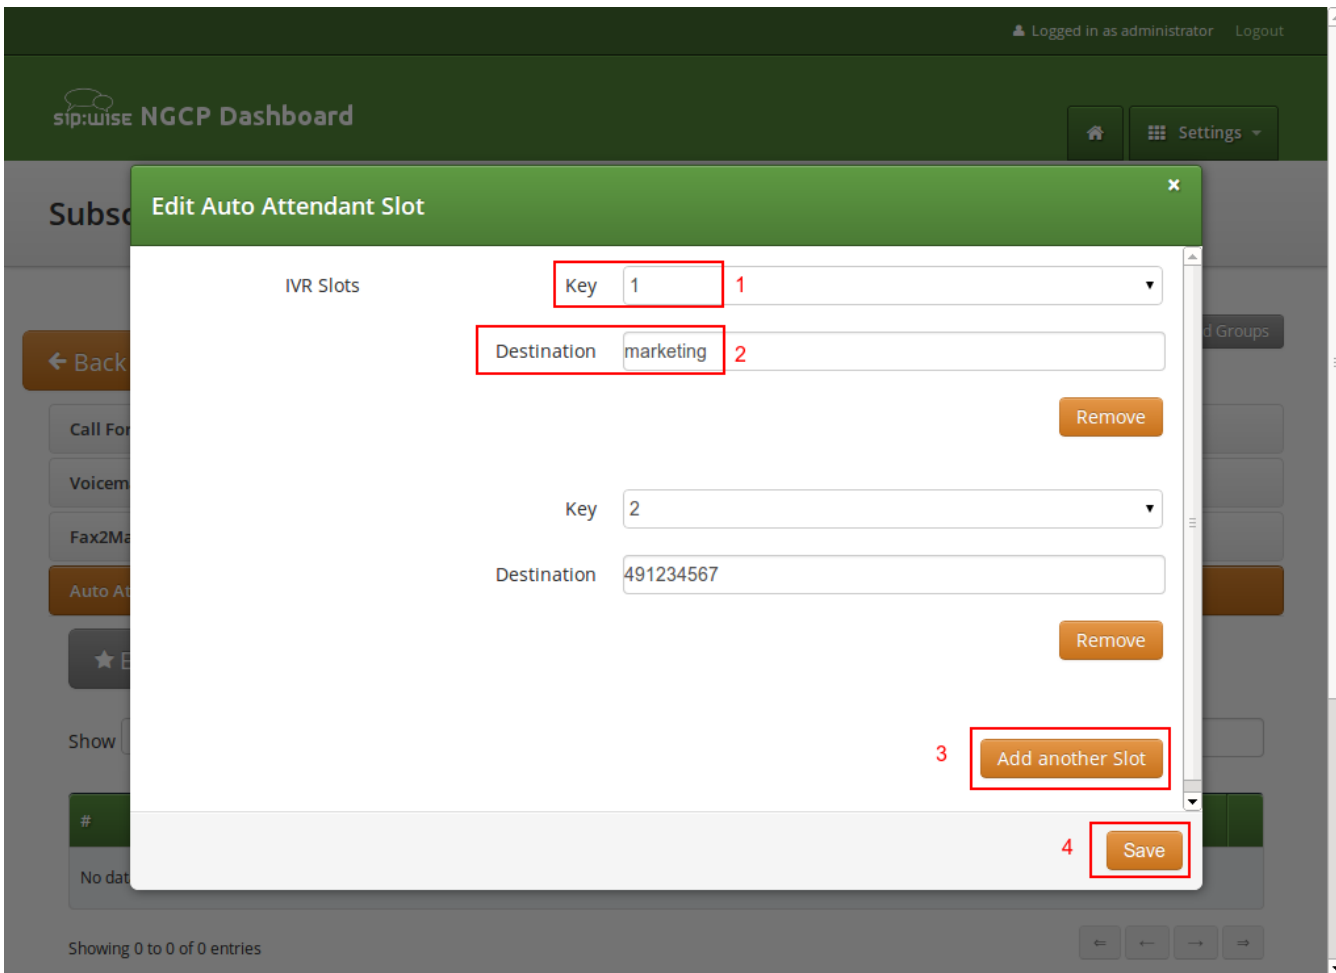 Logged in as administrator Logout
sip:wise NGCP Dashboard
Settings
Subsc
Edit Auto Attendant Slot
×
IVR Slots Key 1 1
Destination marketing 2
d Groups
Back
Remove
Call For
Voicem
Key 2
Fax2Ma
Destination 491234567
Auto At
Remove
E
Show
3 Add another Slot
#
4 Save
No dat
Showing 0 to 0 of 0 entries
⇐ ← → ⇒